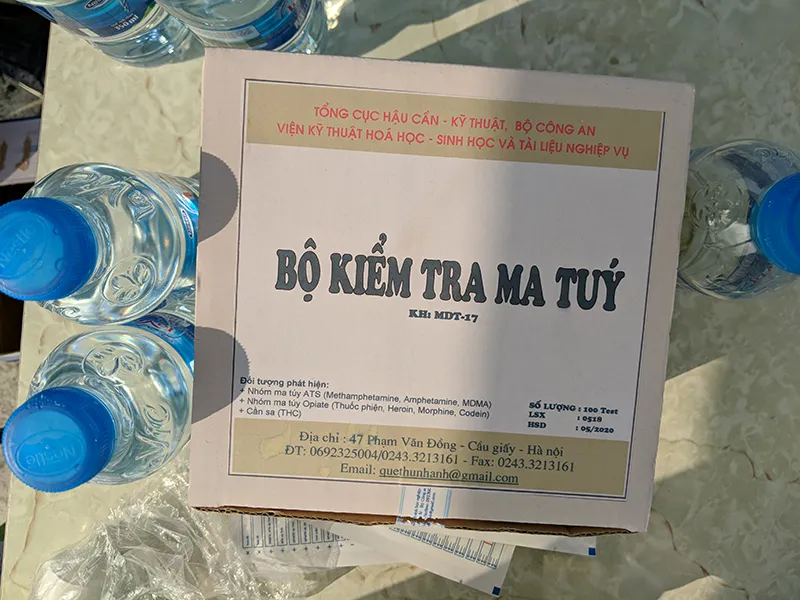 350 ml
TỔNG CỤC HẬU CẦN - KỸ THUẬT, BỘ CÔNG AN
VIỆN KỸ THUẬT HOÁ HỌC - SINH HỌC VÀ TÀI LIỆU NGHIỆP VỤ
BỘ KIỂM TRA MA TUÝ
KH: MDT-17
Đối tượng phát hiện:
+ Nhóm ma túy ATS (Methamphetamine, Amphetamine, MDMA)
+ Nhóm ma túy Opiate (Thuốc phiện, Heroin, Morphine, Codein)
+ Cần sa (THC)
SỐ LƯỢNG : 100 Test
LSX : 0518
HSD : 05/2020
Địa chỉ : 47 Phạm Văn Đồng - Cầu giấy - Hà nội
ĐT: 0692325004/0243.3213161 - Fax: 0243.3213161
Email: quethunhanh@gmail.com
Nestlé